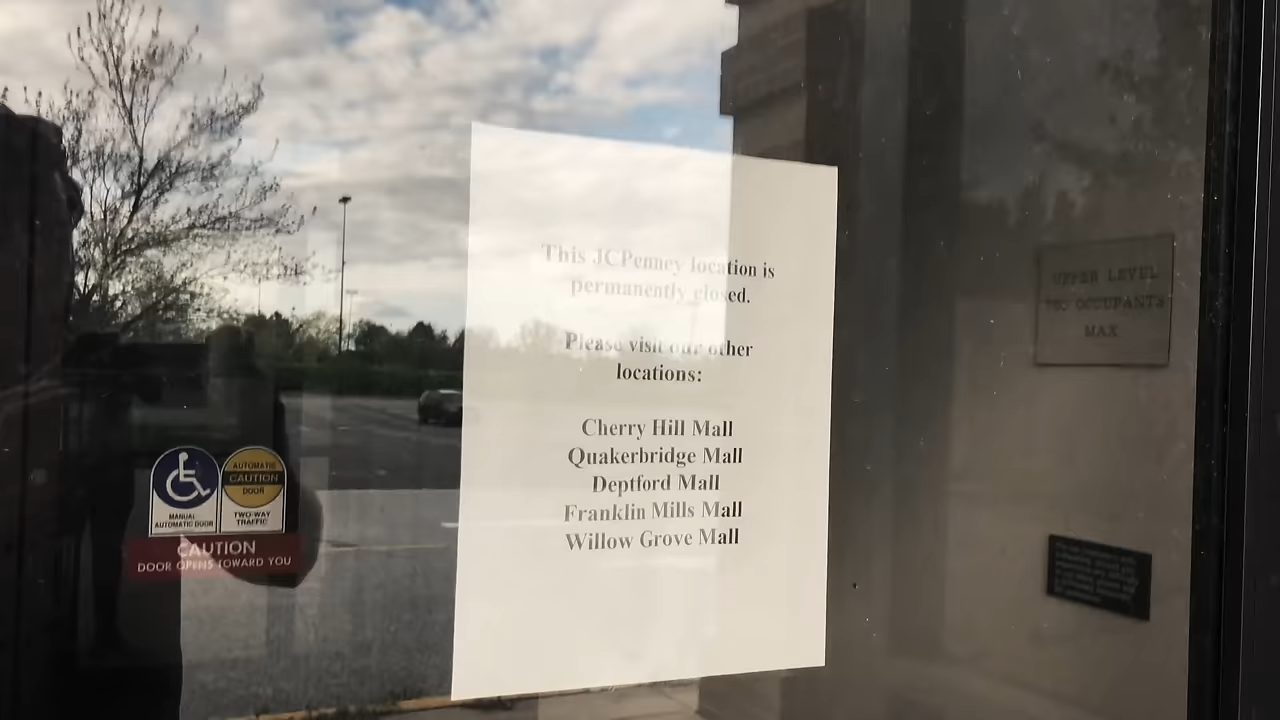 This JCPenney location is
permanently closed.
Please visit our other
locations:
Cherry Hill Mall
Quakerbridge Mall
Deptford Mall
Franklin Mills Mall
Willow Grove Mall
UPPER LEVEL
OCCUPANTS
MAX
AUTOMATIC
CAUTION
DOOR
MANUAL
AUTOMATIC DOOR
TWO-WAY
TRAFFIC
CAUTION
DOOR OPENS TOWARD YOU